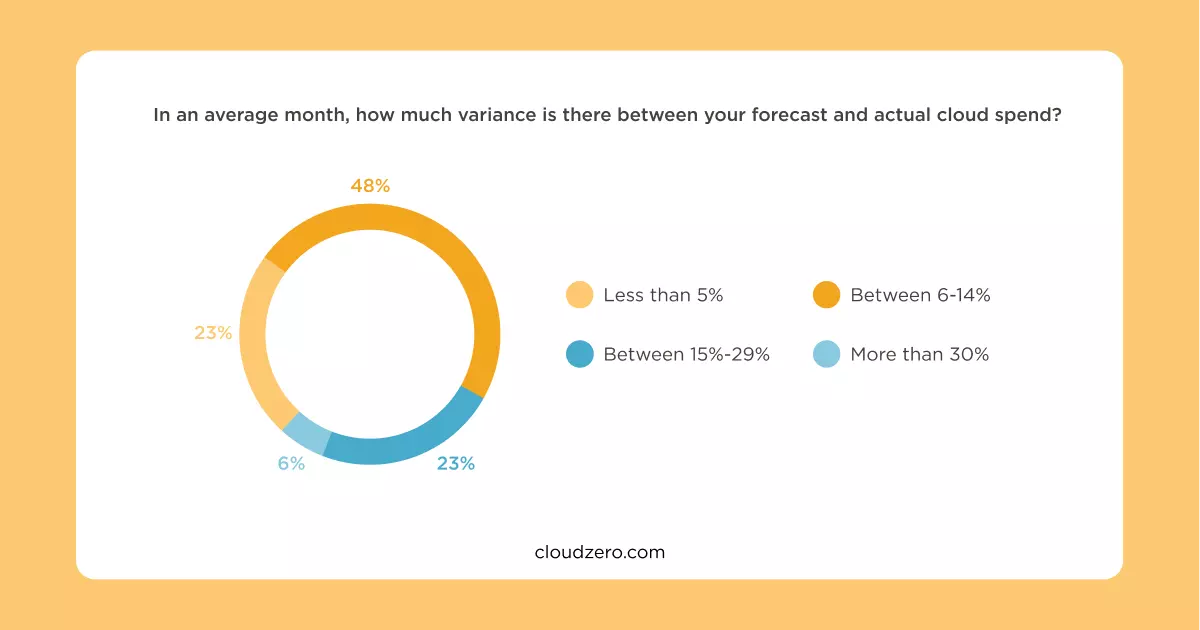 In an average month, how much variance is there between your forecast and actual cloud spend?
48%
23%
6%
23%
Less than 5%
Between 6-14%
Between 15%-29%
More than 30%
cloudzero.com